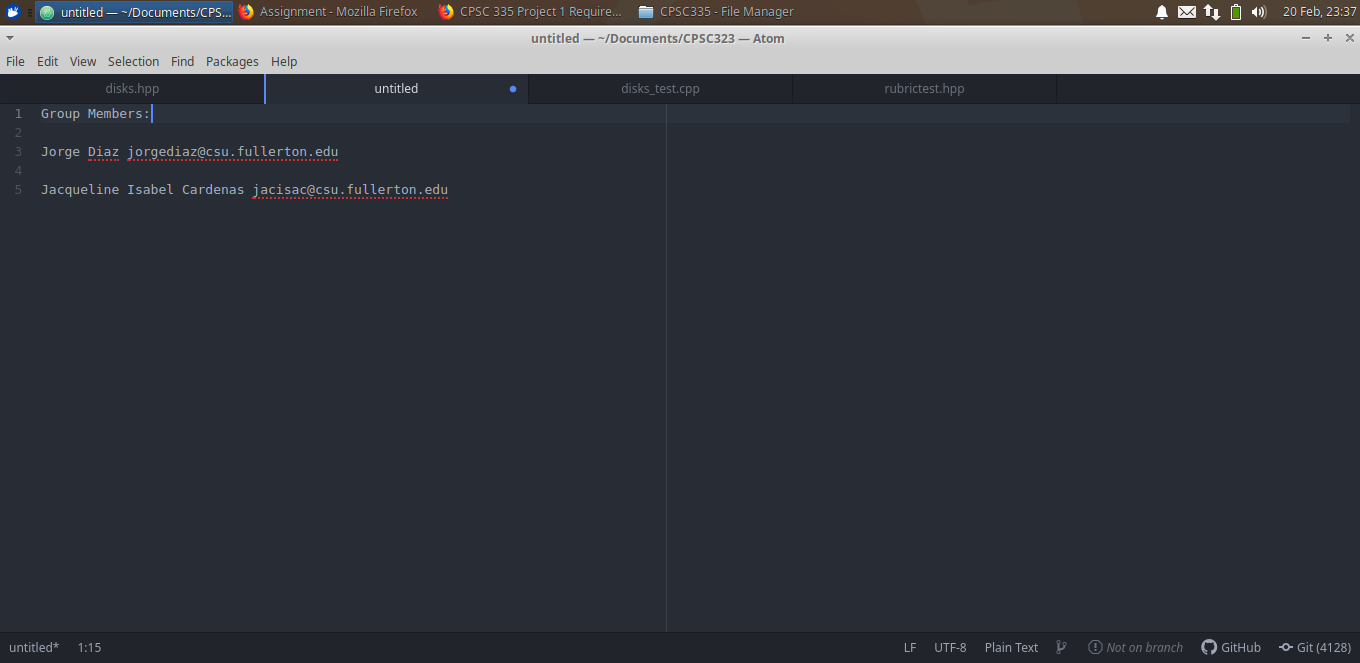 untitled — ~/Documents/CPS... Assignment - Mozilla Firefox CPSC 335 Project 1 Require... CPSC335 - File Manager 20 Feb, 23:37
untitled — ~/Documents/CPSC323 — Atom
File Edit View Selection Find Packages Help
disks.hpp untitled disks_test.cpp rubrictest.hpp
1 Group Members:
2
3 Jorge Diaz jorgediaz@csu.fullerton.edu
4
5 Jacqueline Isabel Cardenas jacisac@csu.fullerton.edu
untitled* 1:15 LF UTF-8 Plain Text Not on branch GitHub Git (4128)